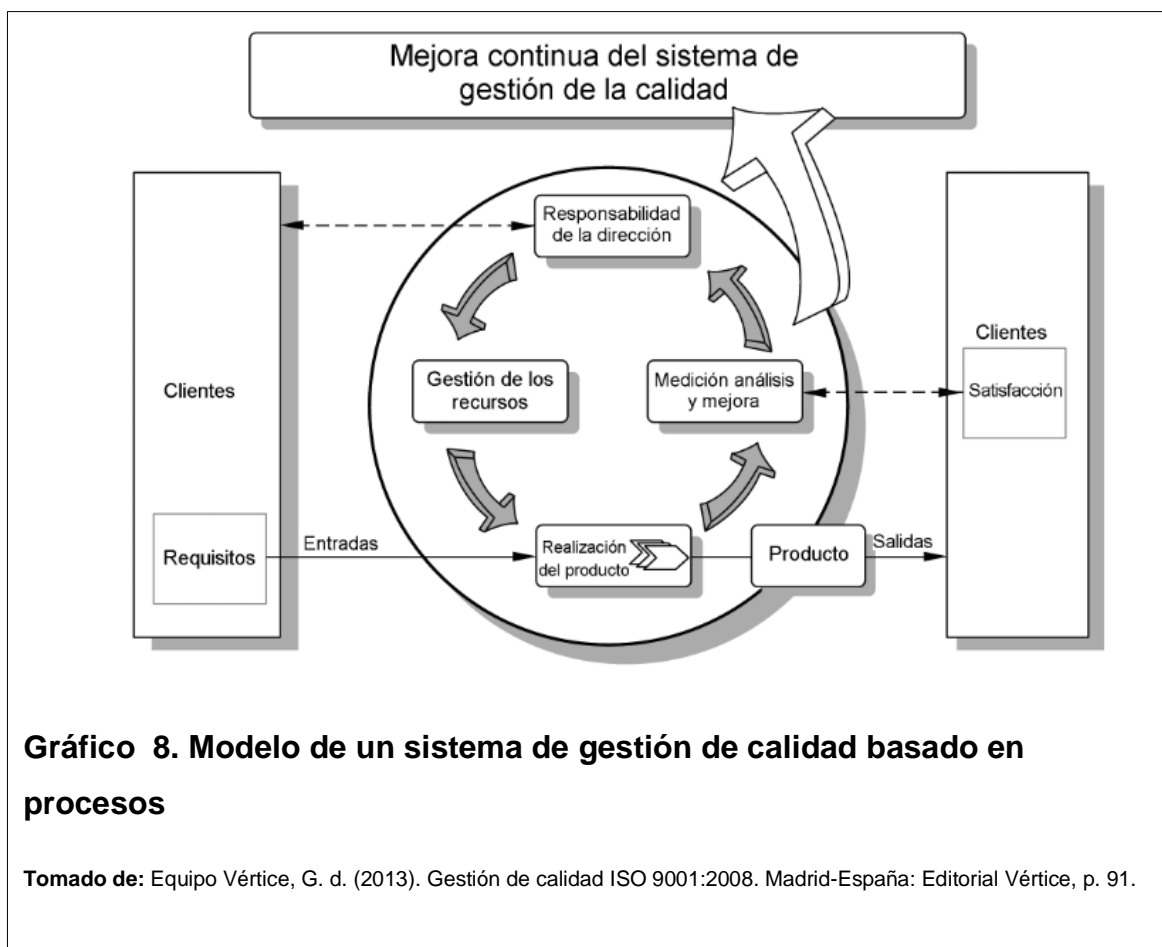 Mejora continua del sistema de
gestión de la calidad
Responsabilidad
de la dirección
Clientes
Gestión de los
recursos
Medición análisis
y mejora
Clientes
Satisfacción
Requisitos
Entradas
Realización
del producto
Producto
Salidas
Gráfico 8. Modelo de un sistema de gestión de calidad basado en
procesos
Tomado de: Equipo Vértice, G. d. (2013). Gestión de calidad ISO 9001:2008. Madrid-España: Editorial Vértice, p. 91.